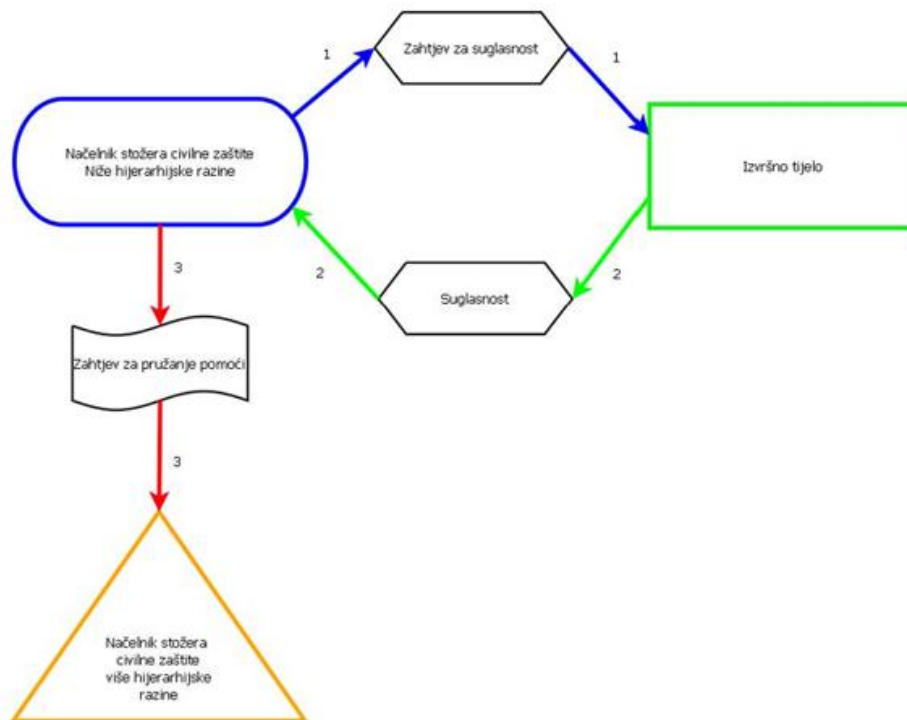 1
Zahtjev za suglasnost
1
Načelnik stožera civilne zaštite
Niže hijerarhijske razine
Izvršno tijelo
3
2
Suglasnost
2
Zahtjev za pružanje pomoći
3
Načelnik stožera
civilne zaštite
više hijerarhijske
razine